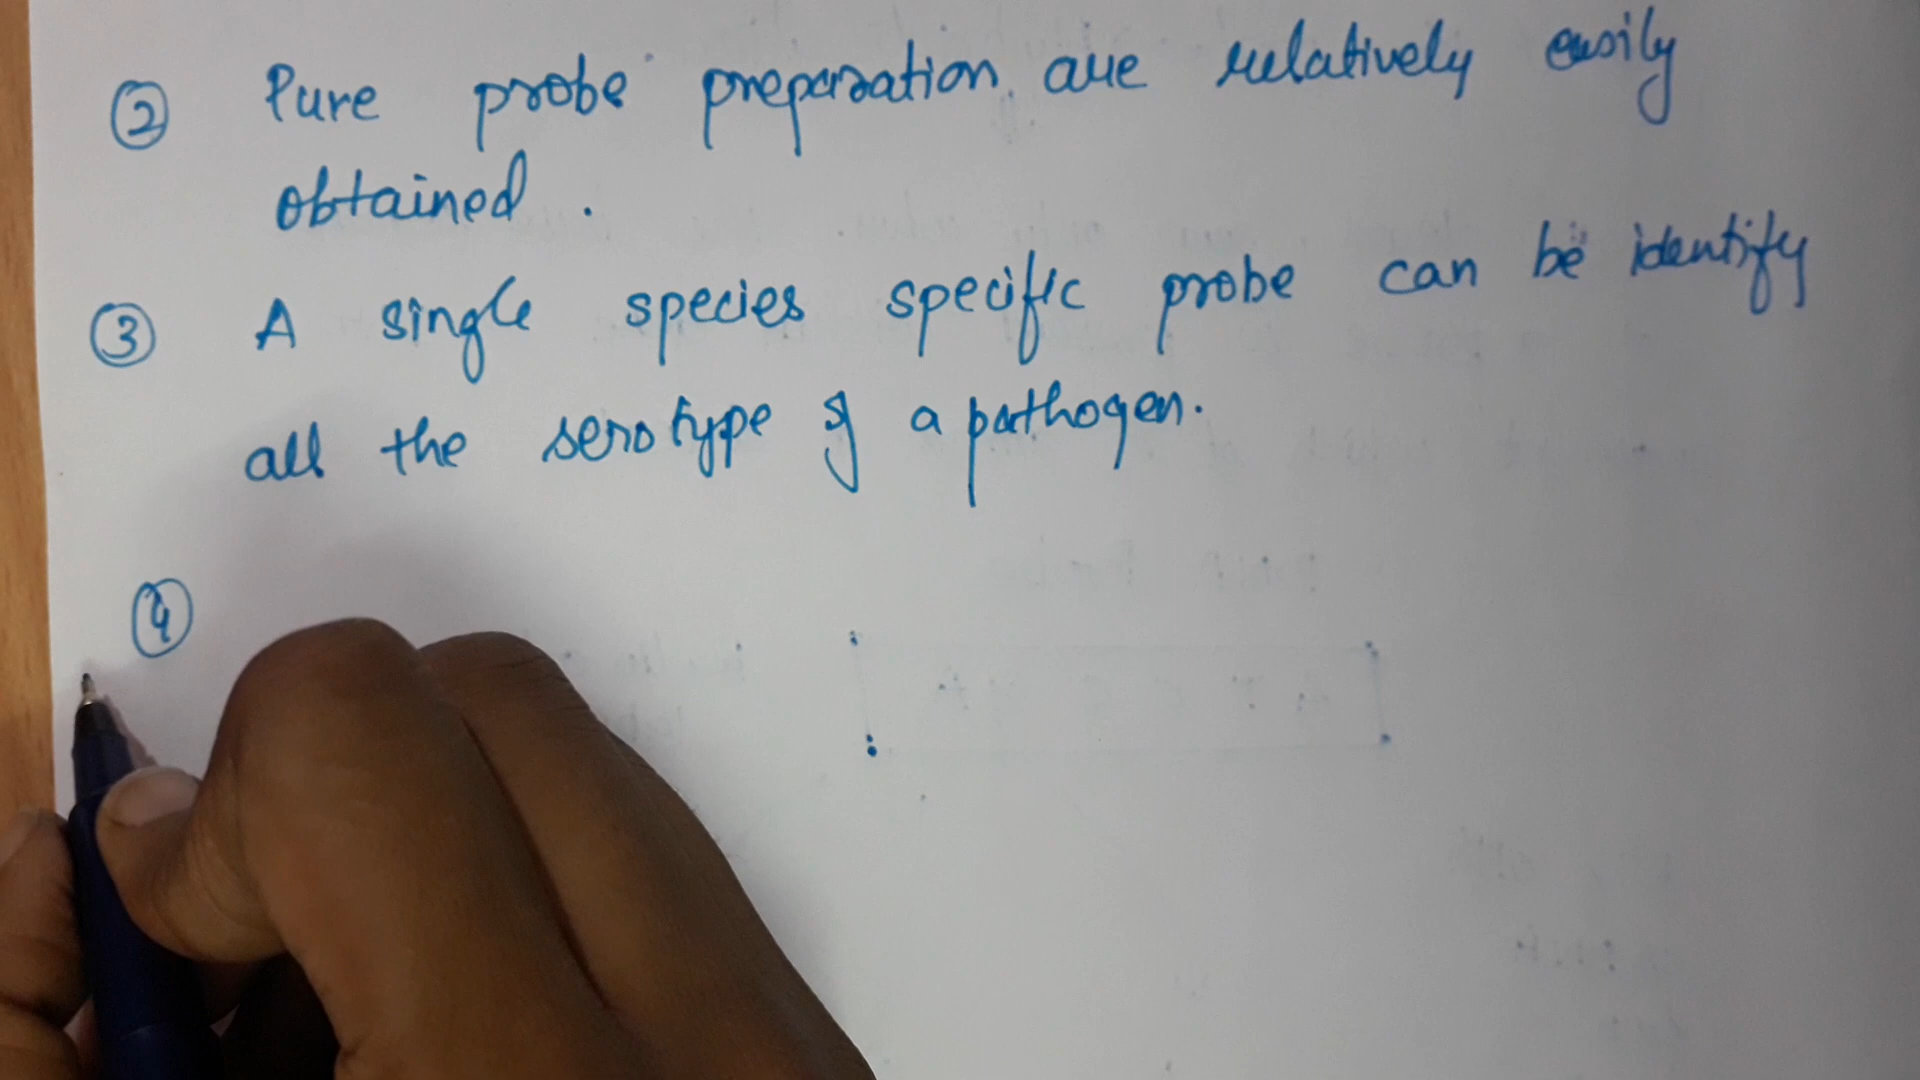 ② Pure probe preparation are relatively easily
obtained.
③ A single species specific probe can be identify
all the serotype of a pathogen.
④